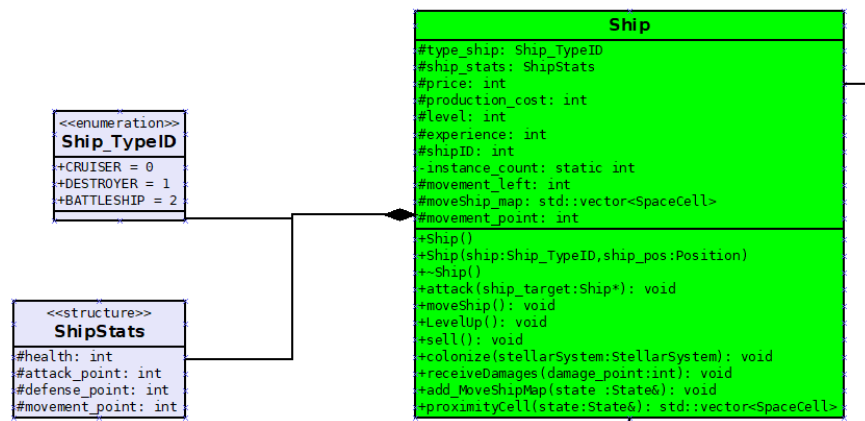 Ship
#type_ship: Ship_TypeID
#ship_stats: ShipStats
#price: int
#production_cost: int
#level: int
#experience: int
#shipID: int
-instance_count: static int
#movement_left: int
#moveShip_map: std::vector<SpaceCell>
#movement_point: int
+Ship()
+Ship(ship:Ship_TypeID,ship_pos:Position)
+~Ship()
+attack(ship_target:Ship*): void
+moveShip(): void
+LevelUp(): void
+sell(): void
+colonize(stellarSystem:StellarSystem): void
+receiveDamages(damage_point:int): void
+add_MoveShipMap(state :State&): void
+proximityCell(state:State&): std::vector<SpaceCell>
<<enumeration>>
Ship_TypeID
+CRUISER = 0
+DESTROYER = 1
+BATTLESHIP = 2
<<structure>>
ShipStats
#health: int
#attack_point: int
#defense_point: int
#movement_point: int